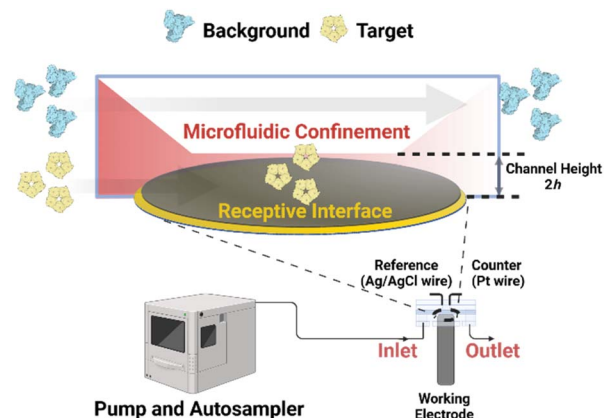 Background Target
Microfluidic Confinement
Channel Height
2h
Receptive Interface
Reference
(Ag/AgCl wire)
Counter
(Pt wire)
Inlet
Outlet
Pump and Autosampler
Working
Electrode